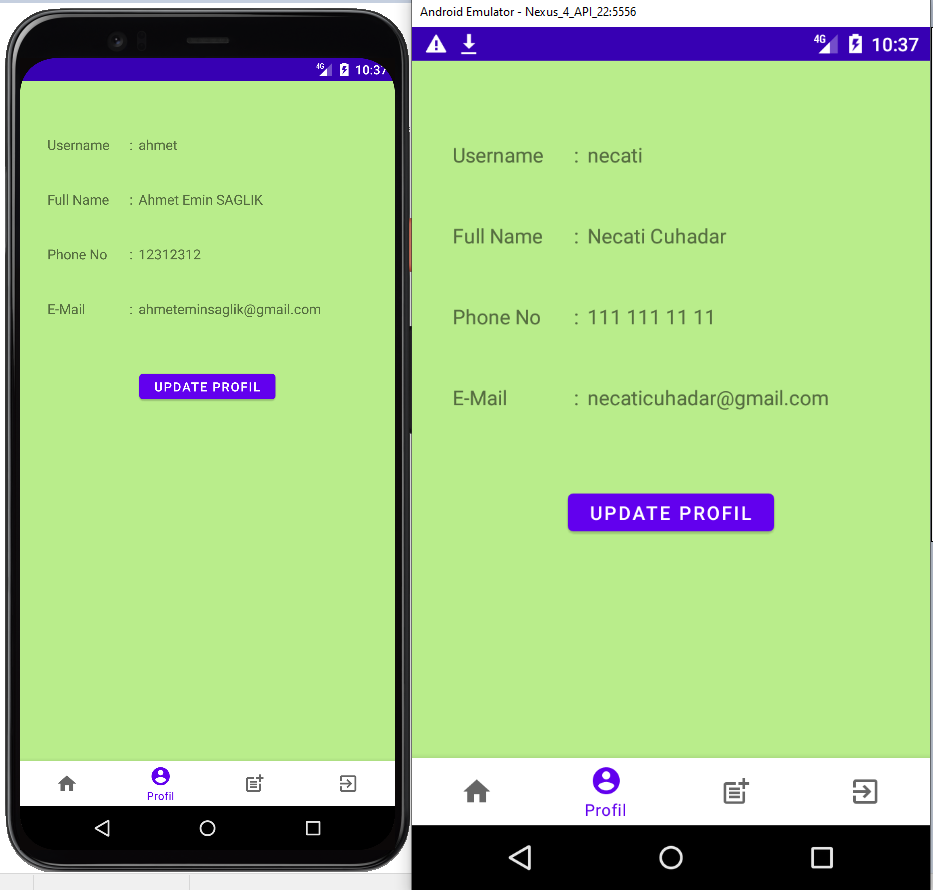 4G 10:37
Username : ahmet
Full Name : Ahmet Emin SAGLIK
Phone No : 12312312
E-Mail : ahmeteminsaglik@gmail.com
UPDATE PROFIL
Profil
Android Emulator - Nexus_4_API_22:5556
4G 10:37
Username : necati
Full Name : Necati Cuhadar
Phone No : 111 111 11 11
E-Mail : necaticuhadar@gmail.com
UPDATE PROFIL
Profil